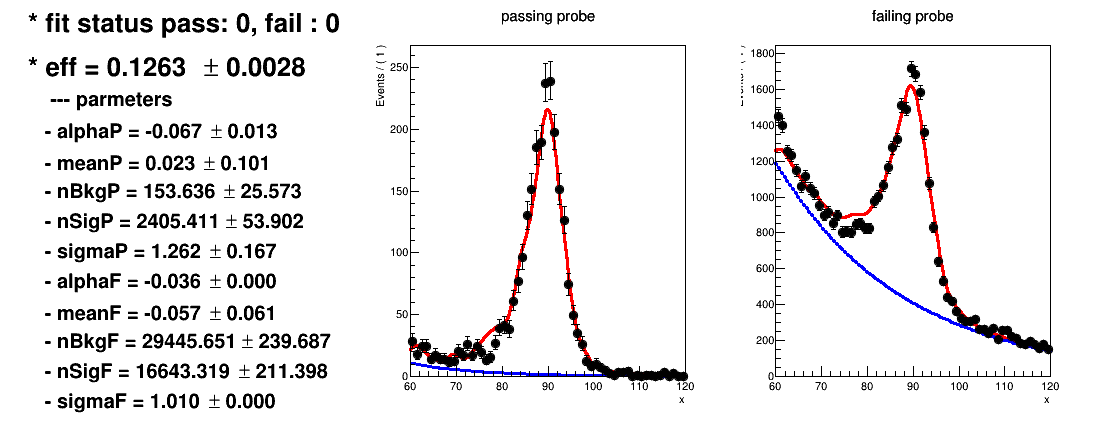 * fit status pass: 0, fail : 0
* eff = 0.1263 ± 0.0028
--- parmeters
- alphaP = -0.067 ± 0.013
- meanP = 0.023 ± 0.101
- nBkgP = 153.636 ± 25.573
- nSigP = 2405.411 ± 53.902
- sigmaP = 1.262 ± 0.167
- alphaF = -0.036 ± 0.000
- meanF = -0.057 ± 0.061
- nBkgF = 29445.651 ± 239.687
- nSigF = 16643.319 ± 211.398
- sigmaF = 1.010 ± 0.000
passing probe
Events / ( 1 )
250
200
150
100
50
0
60 70 80 90 100 110 120
x
failing probe
1800
1600
1400
1200
1000
800
600
400
200
0
60 70 80 90 100 110 120
x